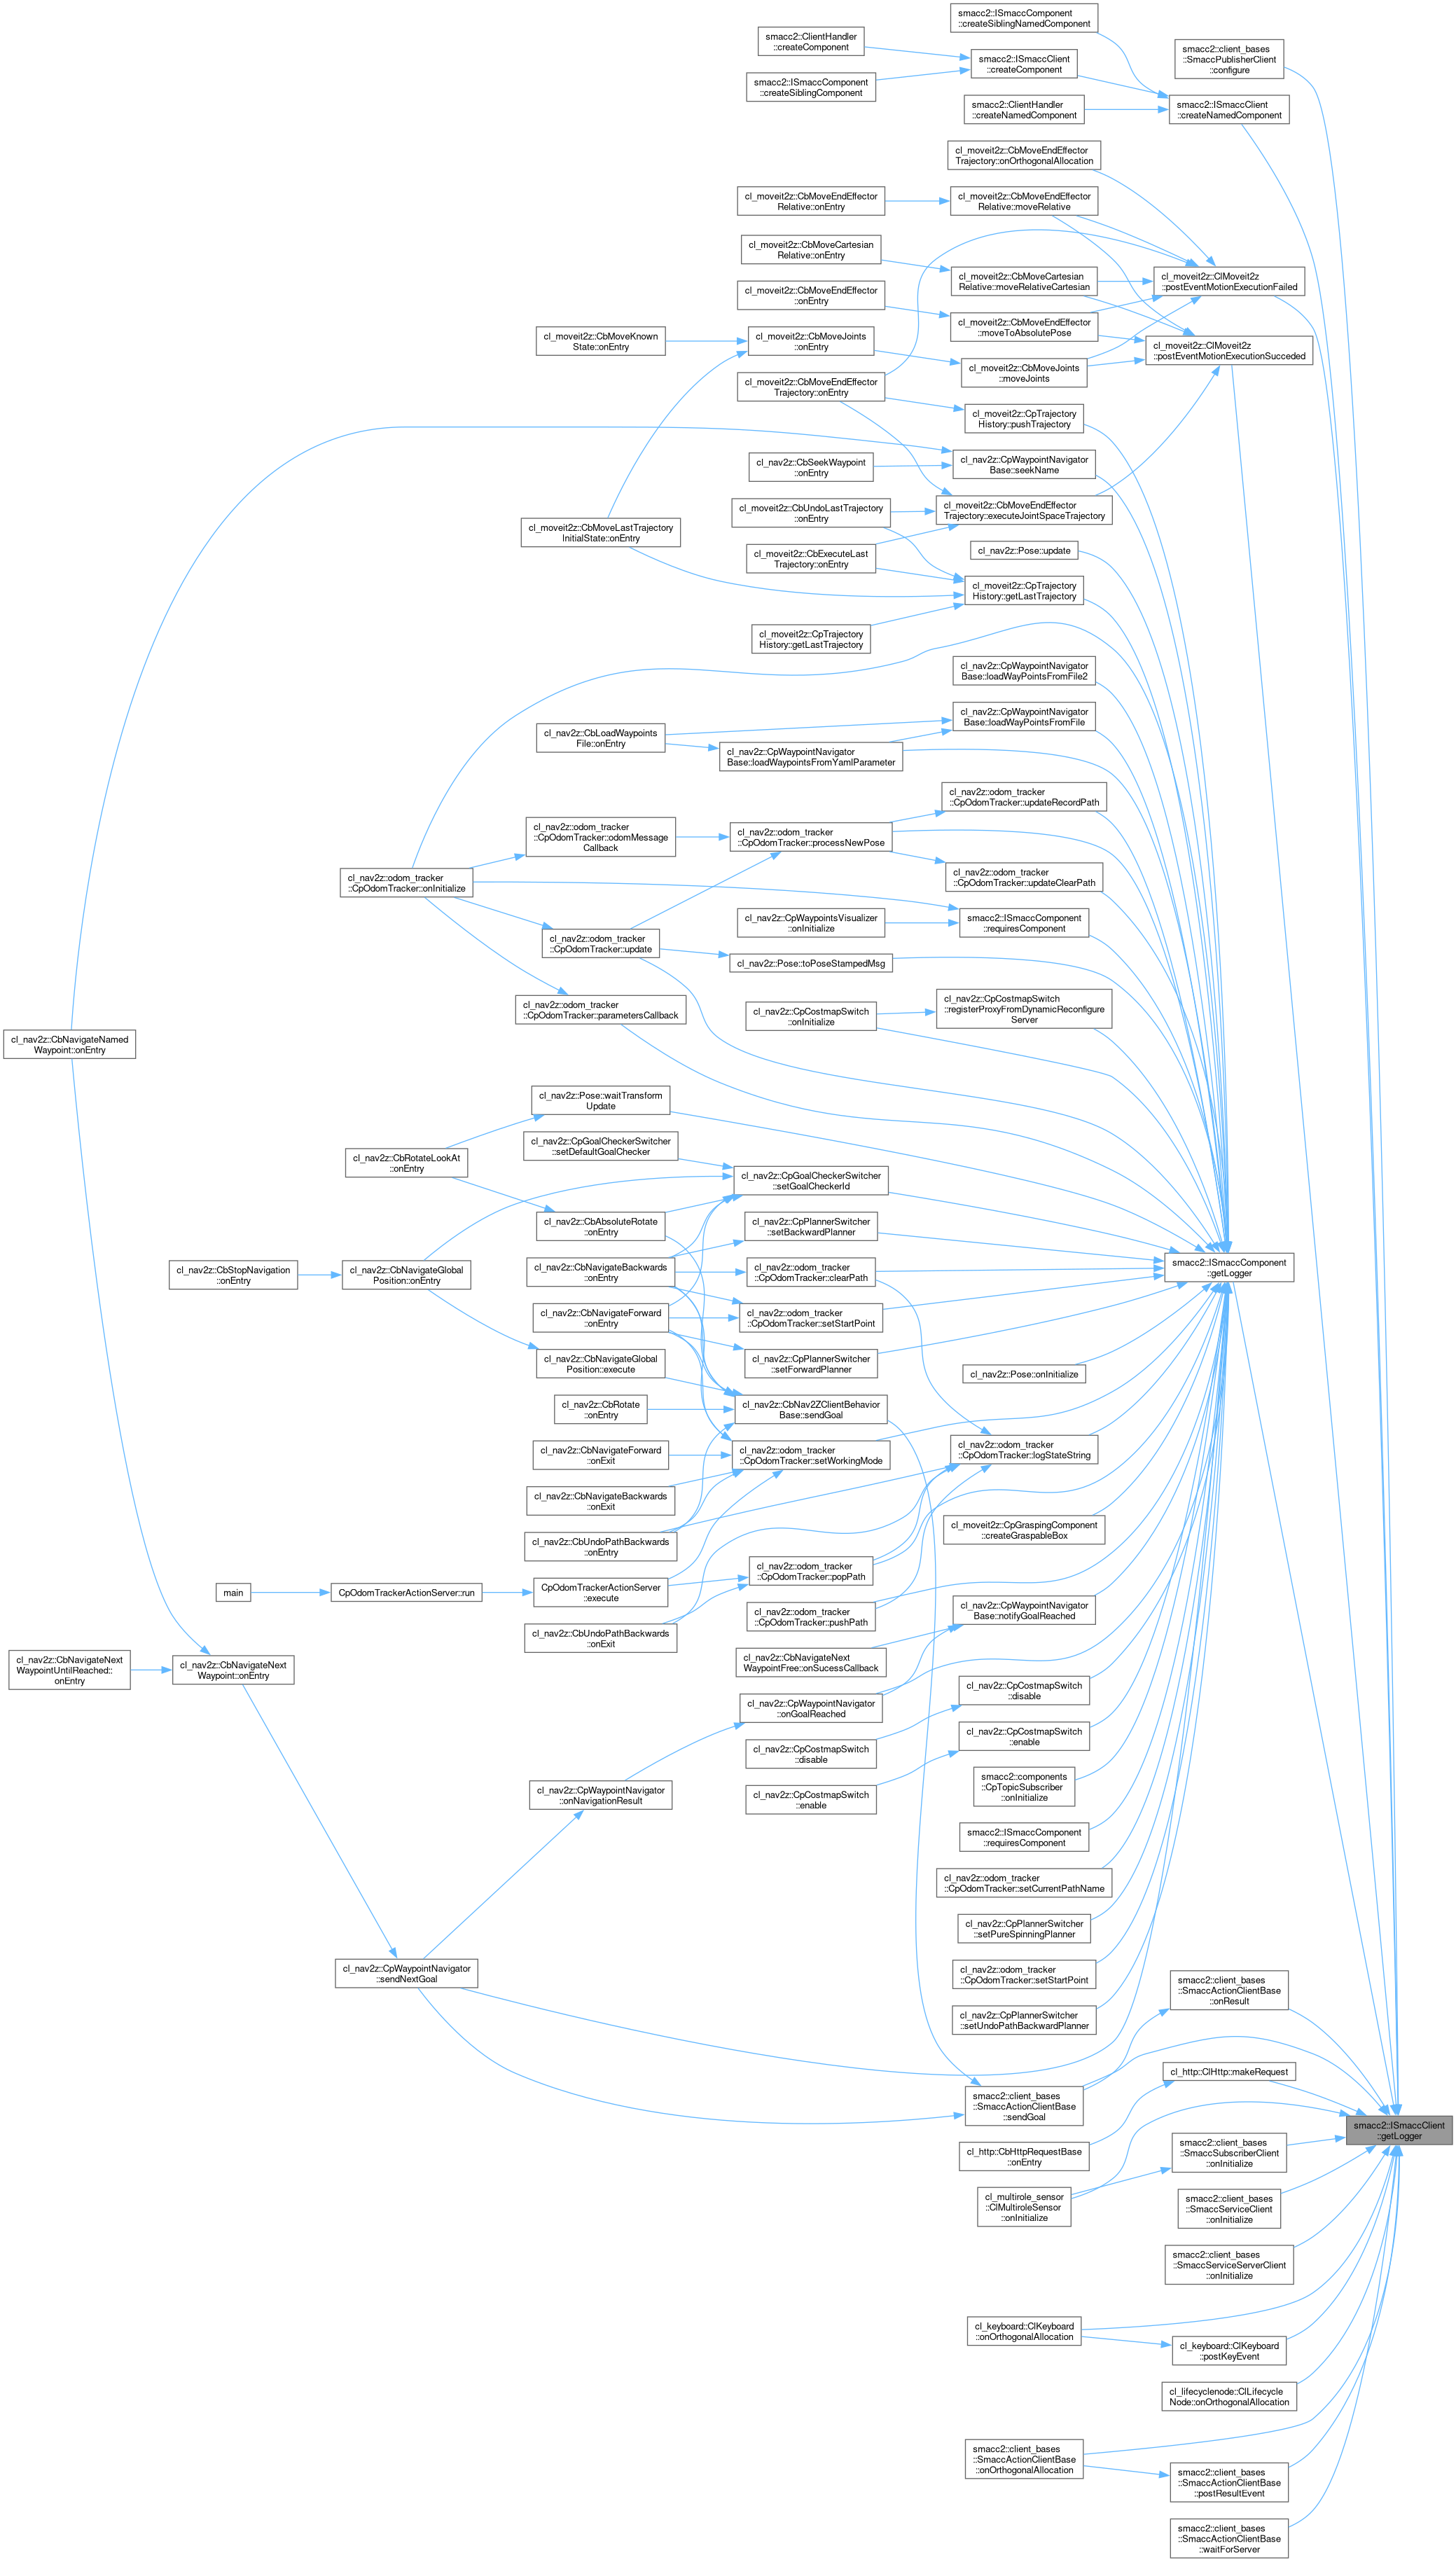 smacc2::ISmaccComponent
::createSiblingNamedComponent
smacc2::ClientHandler
::createComponent
smacc2::client_bases
::SmaccPublisherClient
::configure
smacc2::ISmaccClient
::createComponent
smacc2::ISmaccComponent
::createSiblingComponent
smacc2::ClientHandler
::createNamedComponent
smacc2::ISmaccClient
::createNamedComponent
cl_moveit2z::CbMoveEndEffector
Trajectory::onOrthogonalAllocation
cl_moveit2z::CbMoveEndEffector
Relative::onEntry
cl_moveit2z::CbMoveEndEffector
Relative::moveRelative
cl_moveit2z::CbMoveCartesian
Relative::onEntry
cl_moveit2z::CbMoveCartesian
Relative::moveRelativeCartesian
cl_moveit2z::ClMoveit2z
::postEventMotionExecutionFailed
cl_moveit2z::CbMoveEndEffector
::onEntry
cl_moveit2z::CbMoveEndEffector
::moveToAbsolutePose
cl_moveit2z::CbMoveKnown
State::onEntry
cl_moveit2z::CbMoveJoints
::onEntry
cl_moveit2z::ClMoveit2z
::postEventMotionExecutionSucceded
cl_moveit2z::CbMoveJoints
::moveJoints
cl_moveit2z::CbMoveEndEffector
Trajectory::onEntry
cl_moveit2z::CpTrajectory
History::pushTrajectory
cl_nav2z::CbSeekWaypoint
::onEntry
cl_nav2z::CpWaypointNavigator
Base::seekName
cl_moveit2z::CbUndoLastTrajectory
::onEntry
cl_moveit2z::CbMoveEndEffector
Trajectory::executeJointSpaceTrajectory
cl_moveit2z::CbMoveLastTrajectory
InitialState::onEntry
cl_moveit2z::CbExecuteLast
Trajectory::onEntry
cl_nav2z::Pose::update
cl_moveit2z::CpTrajectory
History::getLastTrajectory
cl_moveit2z::CpTrajectory
History::getLastTrajectory
cl_nav2z::CpWaypointNavigator
Base::loadWayPointsFromFile2
cl_nav2z::CpWaypointNavigator
Base::loadWayPointsFromFile
cl_nav2z::CbLoadWaypoints
File::onEntry
cl_nav2z::CpWaypointNavigator
Base::loadWaypointsFromYamlParameter
cl_nav2z::odom_tracker
::CpOdomTracker::updateRecordPath
cl_nav2z::odom_tracker
::CpOdomTracker::odomMessage
Callback
cl_nav2z::odom_tracker
::CpOdomTracker::processNewPose
cl_nav2z::odom_tracker
::CpOdomTracker::onInitialize
cl_nav2z::odom_tracker
::CpOdomTracker::updateClearPath
cl_nav2z::CpWaypointsVisualizer
::onInitialize
smacc2::ISmaccComponent
::requiresComponent
cl_nav2z::odom_tracker
::CpOdomTracker::update
cl_nav2z::Pose::toPoseStampedMsg
cl_nav2z::odom_tracker
::CpOdomTracker::parametersCallback
cl_nav2z::CpCostmapSwitch
::onInitialize
cl_nav2z::CpCostmapSwitch
::registerProxyFromDynamicReconfigure
Server
cl_nav2z::CbNavigateNamed
Waypoint::onEntry
cl_nav2z::Pose::waitTransform
Update
cl_nav2z::CpGoalCheckerSwitcher
::setDefaultGoalChecker
cl_nav2z::CbRotateLookAt
::onEntry
cl_nav2z::CpGoalCheckerSwitcher
::setGoalCheckerId
cl_nav2z::CbAbsoluteRotate
::onEntry
cl_nav2z::CpPlannerSwitcher
::setBackwardPlanner
smacc2::ISmaccComponent
::getLogger
cl_nav2z::CbStopNavigation
::onEntry
cl_nav2z::CbNavigateGlobal
Position::onEntry
cl_nav2z::CbNavigateBackwards
::onEntry
cl_nav2z::odom_tracker
::CpOdomTracker::clearPath
cl_nav2z::CbNavigateForward
::onEntry
cl_nav2z::odom_tracker
::CpOdomTracker::setStartPoint
cl_nav2z::CbNavigateGlobal
Position::execute
cl_nav2z::CpPlannerSwitcher
::setForwardPlanner
cl_nav2z::Pose::onInitialize
cl_nav2z::CbRotate
::onEntry
cl_nav2z::CbNav2ZClientBehavior
Base::sendGoal
cl_nav2z::CbNavigateForward
::onExit
cl_nav2z::odom_tracker
::CpOdomTracker::setWorkingMode
cl_nav2z::odom_tracker
::CpOdomTracker::logStateString
cl_nav2z::CbNavigateBackwards
::onExit
cl_nav2z::CbUndoPathBackwards
::onEntry
cl_moveit2z::CpGraspingComponent
::createGraspableBox
main
CpOdomTrackerActionServer::run
CpOdomTrackerActionServer
::execute
cl_nav2z::odom_tracker
::CpOdomTracker::popPath
cl_nav2z::CbUndoPathBackwards
::onExit
cl_nav2z::odom_tracker
::CpOdomTracker::pushPath
cl_nav2z::CpWaypointNavigator
Base::notifyGoalReached
cl_nav2z::CbNavigateNext
WaypointUntilReached::
onEntry
cl_nav2z::CbNavigateNext
Waypoint::onEntry
cl_nav2z::CbNavigateNext
WaypointFree::onSucessCallback
cl_nav2z::CpWaypointNavigator
::onGoalReached
cl_nav2z::CpCostmapSwitch
::disable
cl_nav2z::CpCostmapSwitch
::disable
cl_nav2z::CpCostmapSwitch
::enable
cl_nav2z::CpWaypointNavigator
::onNavigationResult
cl_nav2z::CpCostmapSwitch
::enable
smacc2::components
::CpTopicSubscriber
::onInitialize
smacc2::ISmaccComponent
::requiresComponent
cl_nav2z::odom_tracker
::CpOdomTracker::setCurrentPathName
cl_nav2z::CpPlannerSwitcher
::setPureSpinningPlanner
cl_nav2z::CpWaypointNavigator
::sendNextGoal
cl_nav2z::odom_tracker
::CpOdomTracker::setStartPoint
smacc2::client_bases
::SmaccActionClientBase
::onResult
cl_nav2z::CpPlannerSwitcher
::setUndoPathBackwardPlanner
cl_http::ClHttp::makeRequest
smacc2::client_bases
::SmaccActionClientBase
::sendGoal
smacc2::ISmaccClient
::getLogger
cl_http::CbHttpRequestBase
::onEntry
smacc2::client_bases
::SmaccSubscriberClient
::onInitialize
cl_multirole_sensor
::ClMultiroleSensor
::onInitialize
smacc2::client_bases
::SmaccServiceClient
::onInitialize
smacc2::client_bases
::SmaccServiceServerClient
::onInitialize
cl_keyboard::ClKeyboard
::onOrthogonalAllocation
cl_keyboard::ClKeyboard
::postKeyEvent
cl_lifecyclenode::ClLifecycle
Node::onOrthogonalAllocation
smacc2::client_bases
::SmaccActionClientBase
::onOrthogonalAllocation
smacc2::client_bases
::SmaccActionClientBase
::postResultEvent
smacc2::client_bases
::SmaccActionClientBase
::waitForServer